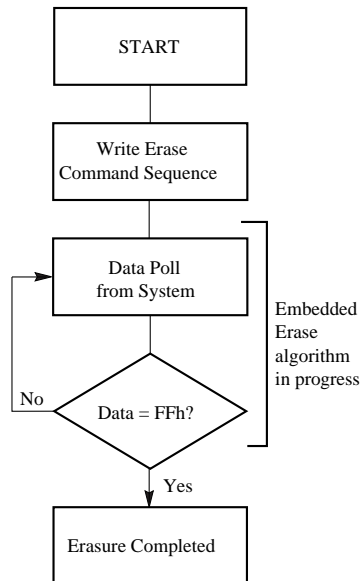 START
Write Erase
Command Sequence
Data Poll
from System
Embedded
Erase
algorithm
in progress
No
Data = FFh?
Yes
Erasure Completed